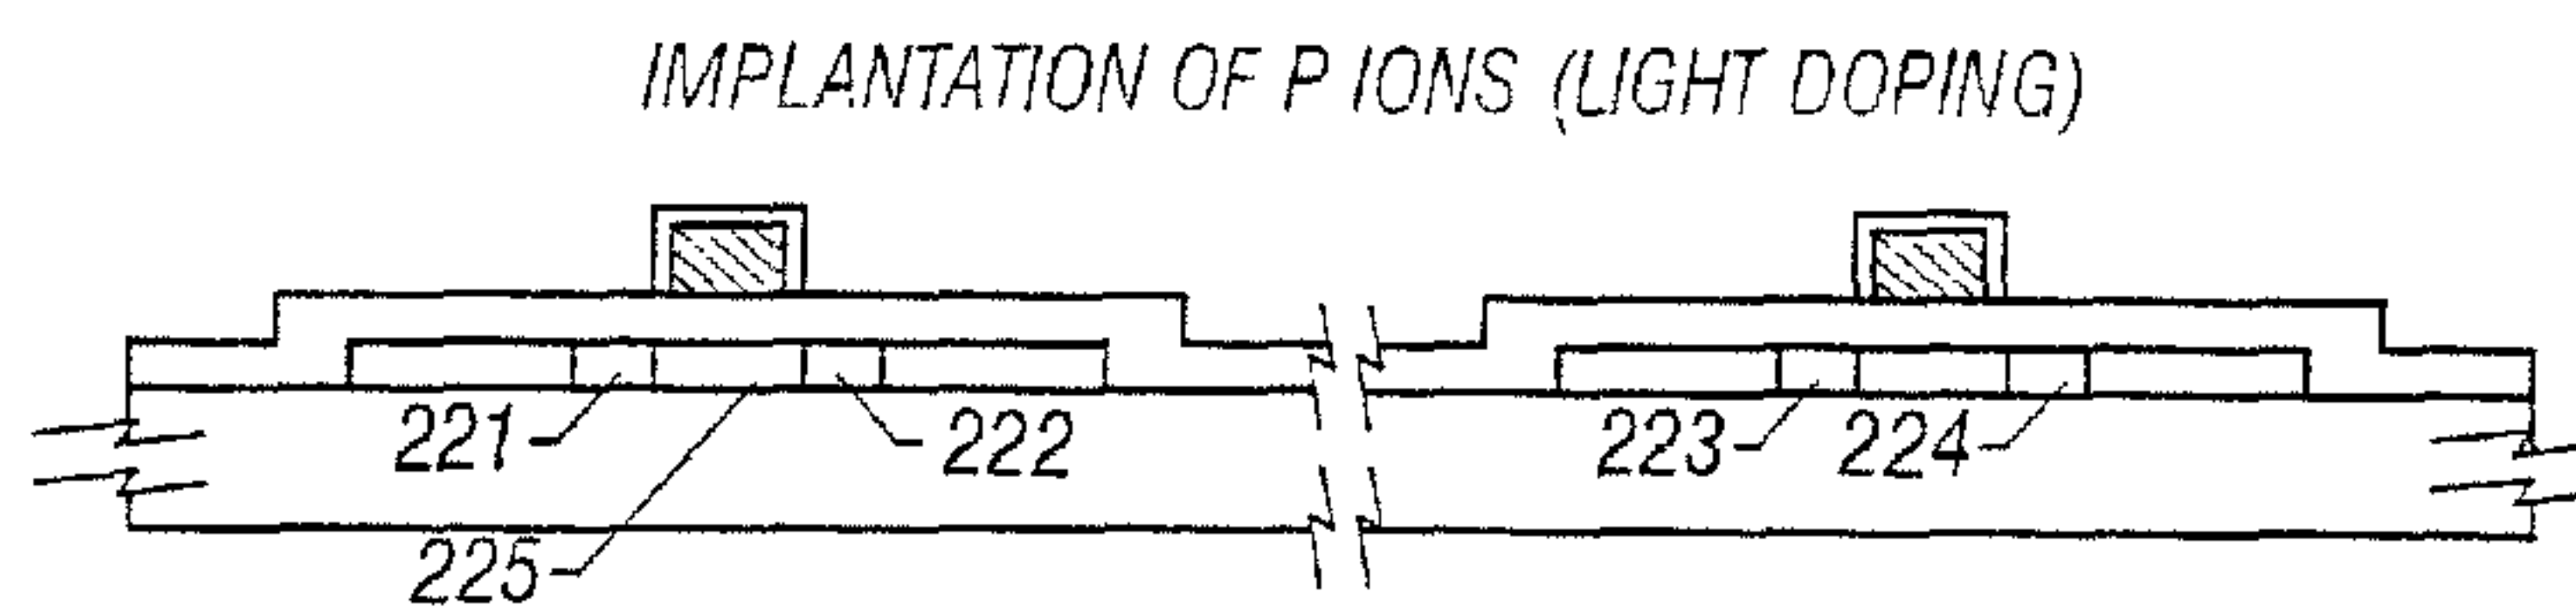 IMPLANTATION OF P IONS (LIGHT DOPING)
221 222 223 224
225